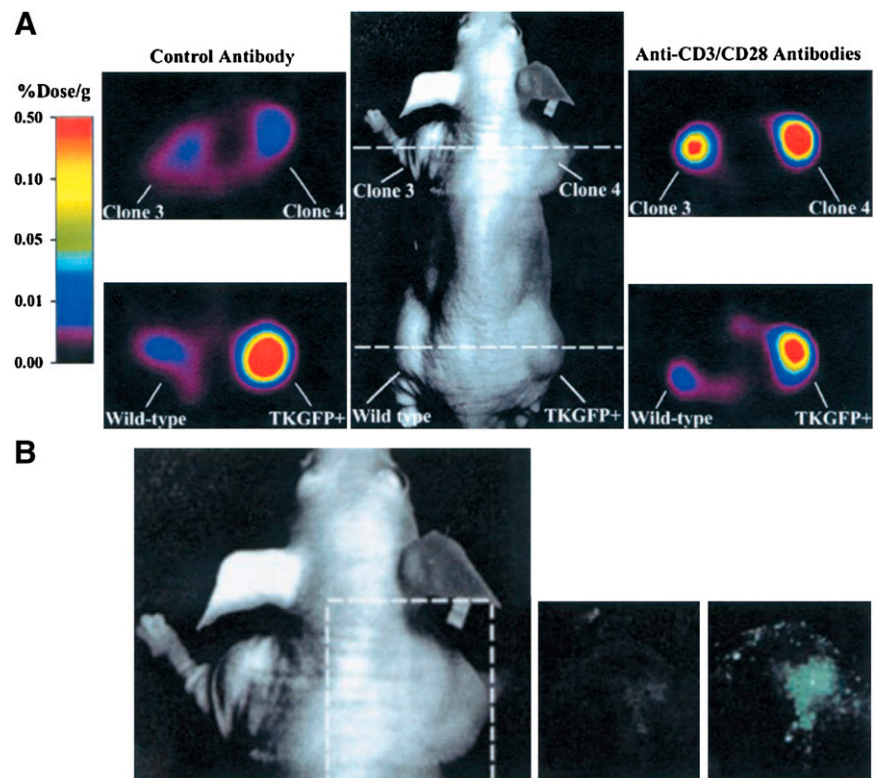 A
Control Antibody
Anti-CD3/CD28 Antibodies
%Dose/g
0.50
0.10
0.05
0.01
0.00
Clone 3
Clone 4
Clone 3
Clone 4
Clone 3
Clone 4
Wild-type
TKGFP+
Wild type
TKGFP+
Wild-type
TKGFP+
B